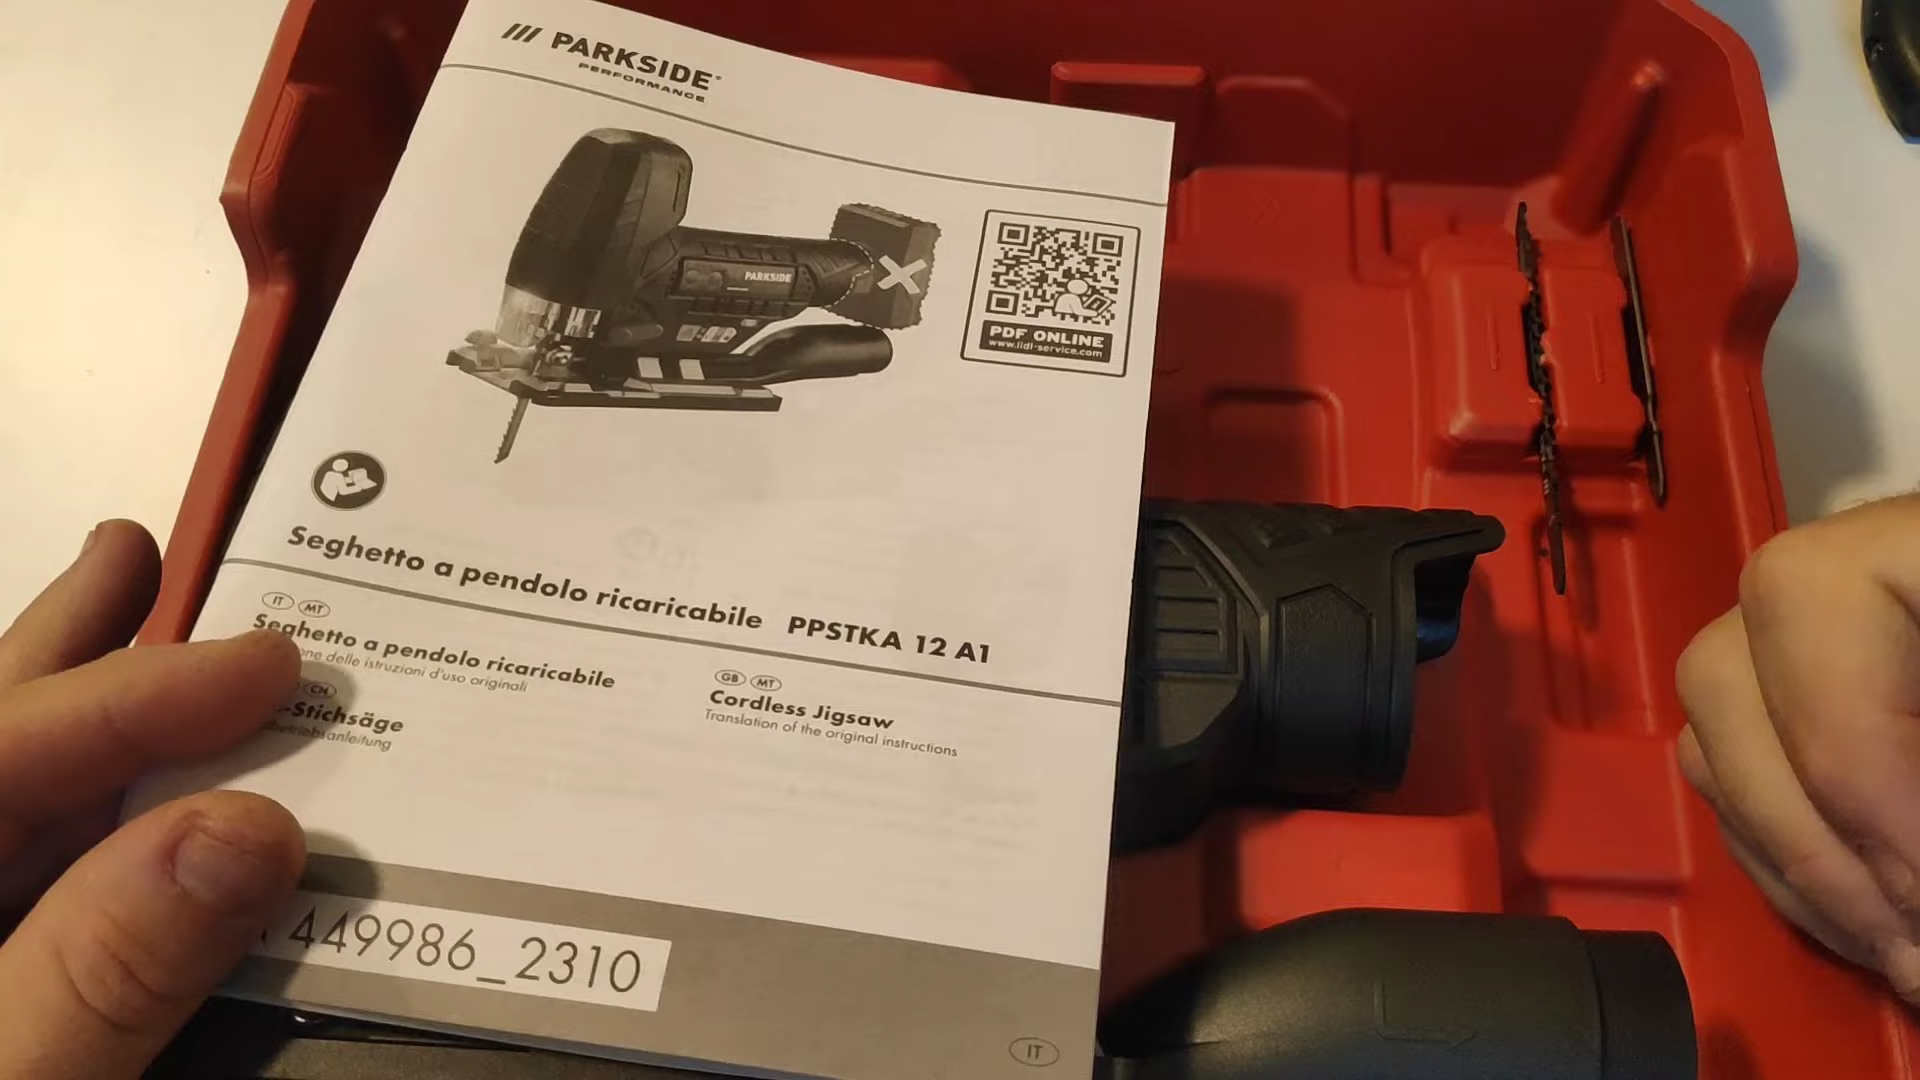 /// PARKSIDE
PERFORMANCE
PARKSIDE
PDF ONLINE
www.lidl-service.com
Seghetto a pendolo ricaricabile PPSTKA 12 A1
IT MT
Seghetto a pendolo ricaricabile
delle istruzioni d'uso originali
GB MT
Cordless Jigsaw
Translation of the original instructions
CH
-Stichsäge
449986_2310
IT